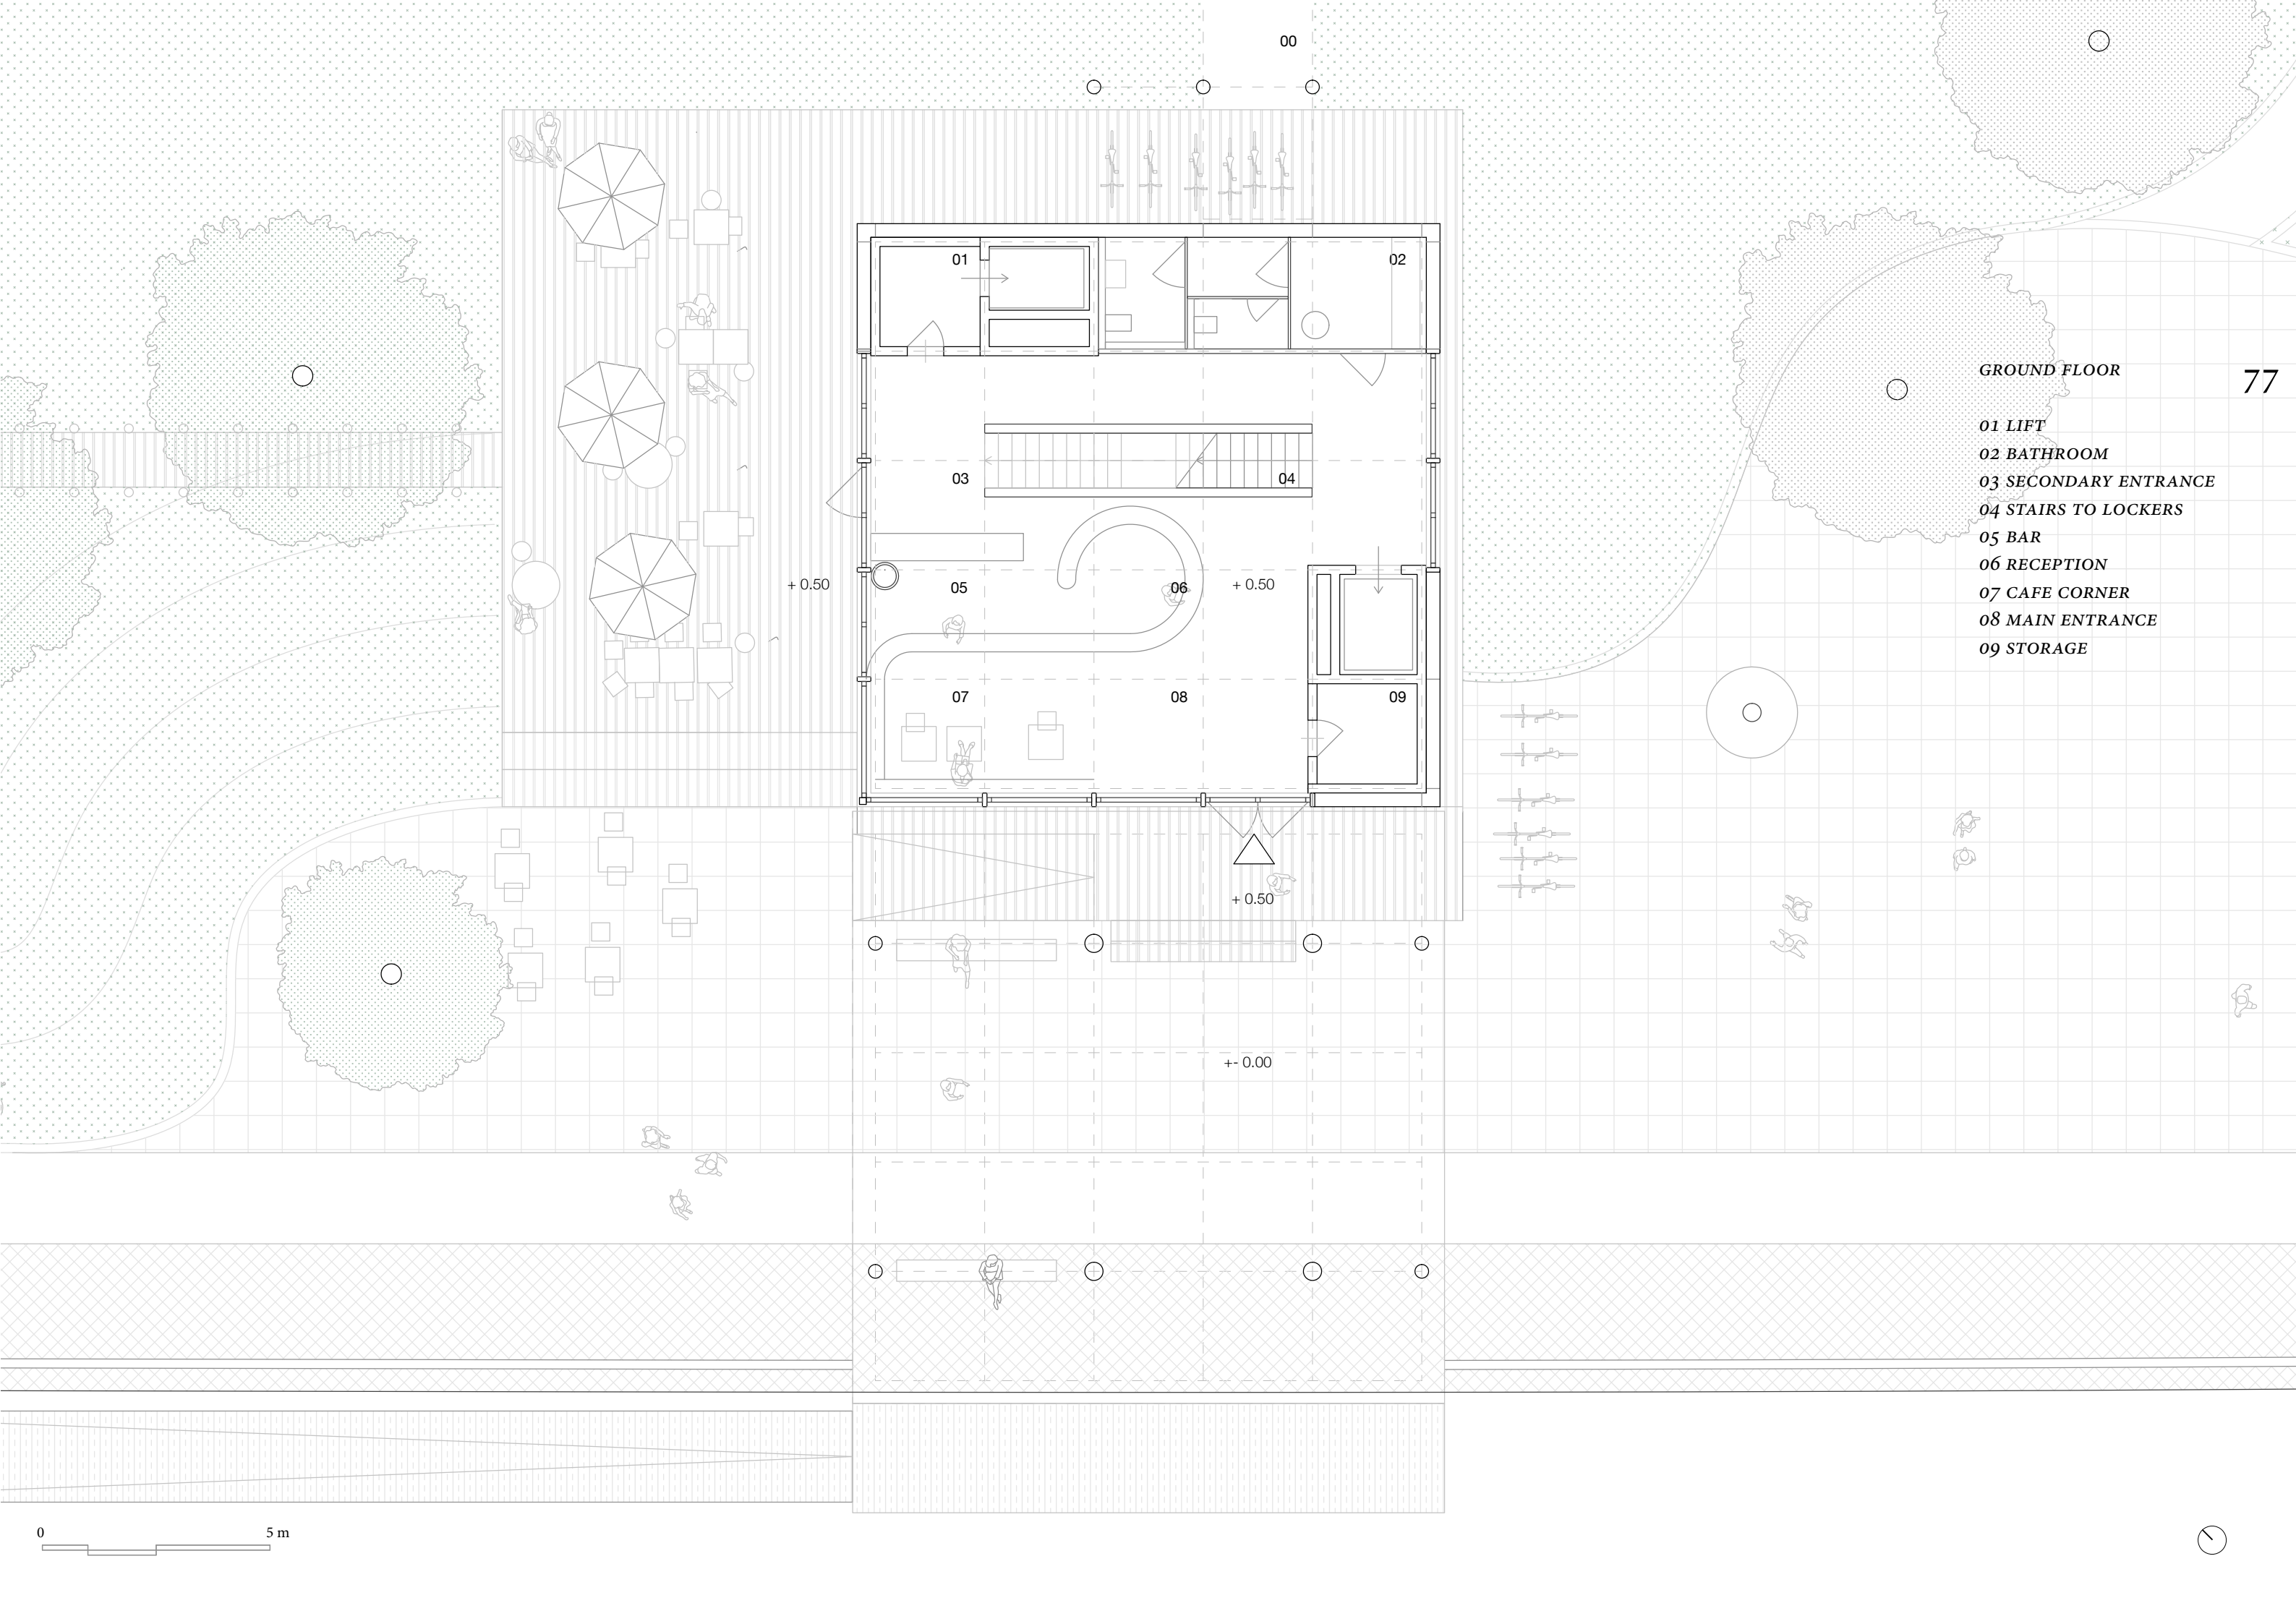 00
01
02
GROUND FLOOR
77
01 LIFT
02 BATHROOM
03 SECONDARY ENTRANCE
04 STAIRS TO LOCKERS
05 BAR
06 RECEPTION
07 CAFE CORNER
08 MAIN ENTRANCE
09 STORAGE
03
04
+ 0.50
05
06
+ 0.50
07
08
09
+ 0.50
+- 0.00
0
5 m